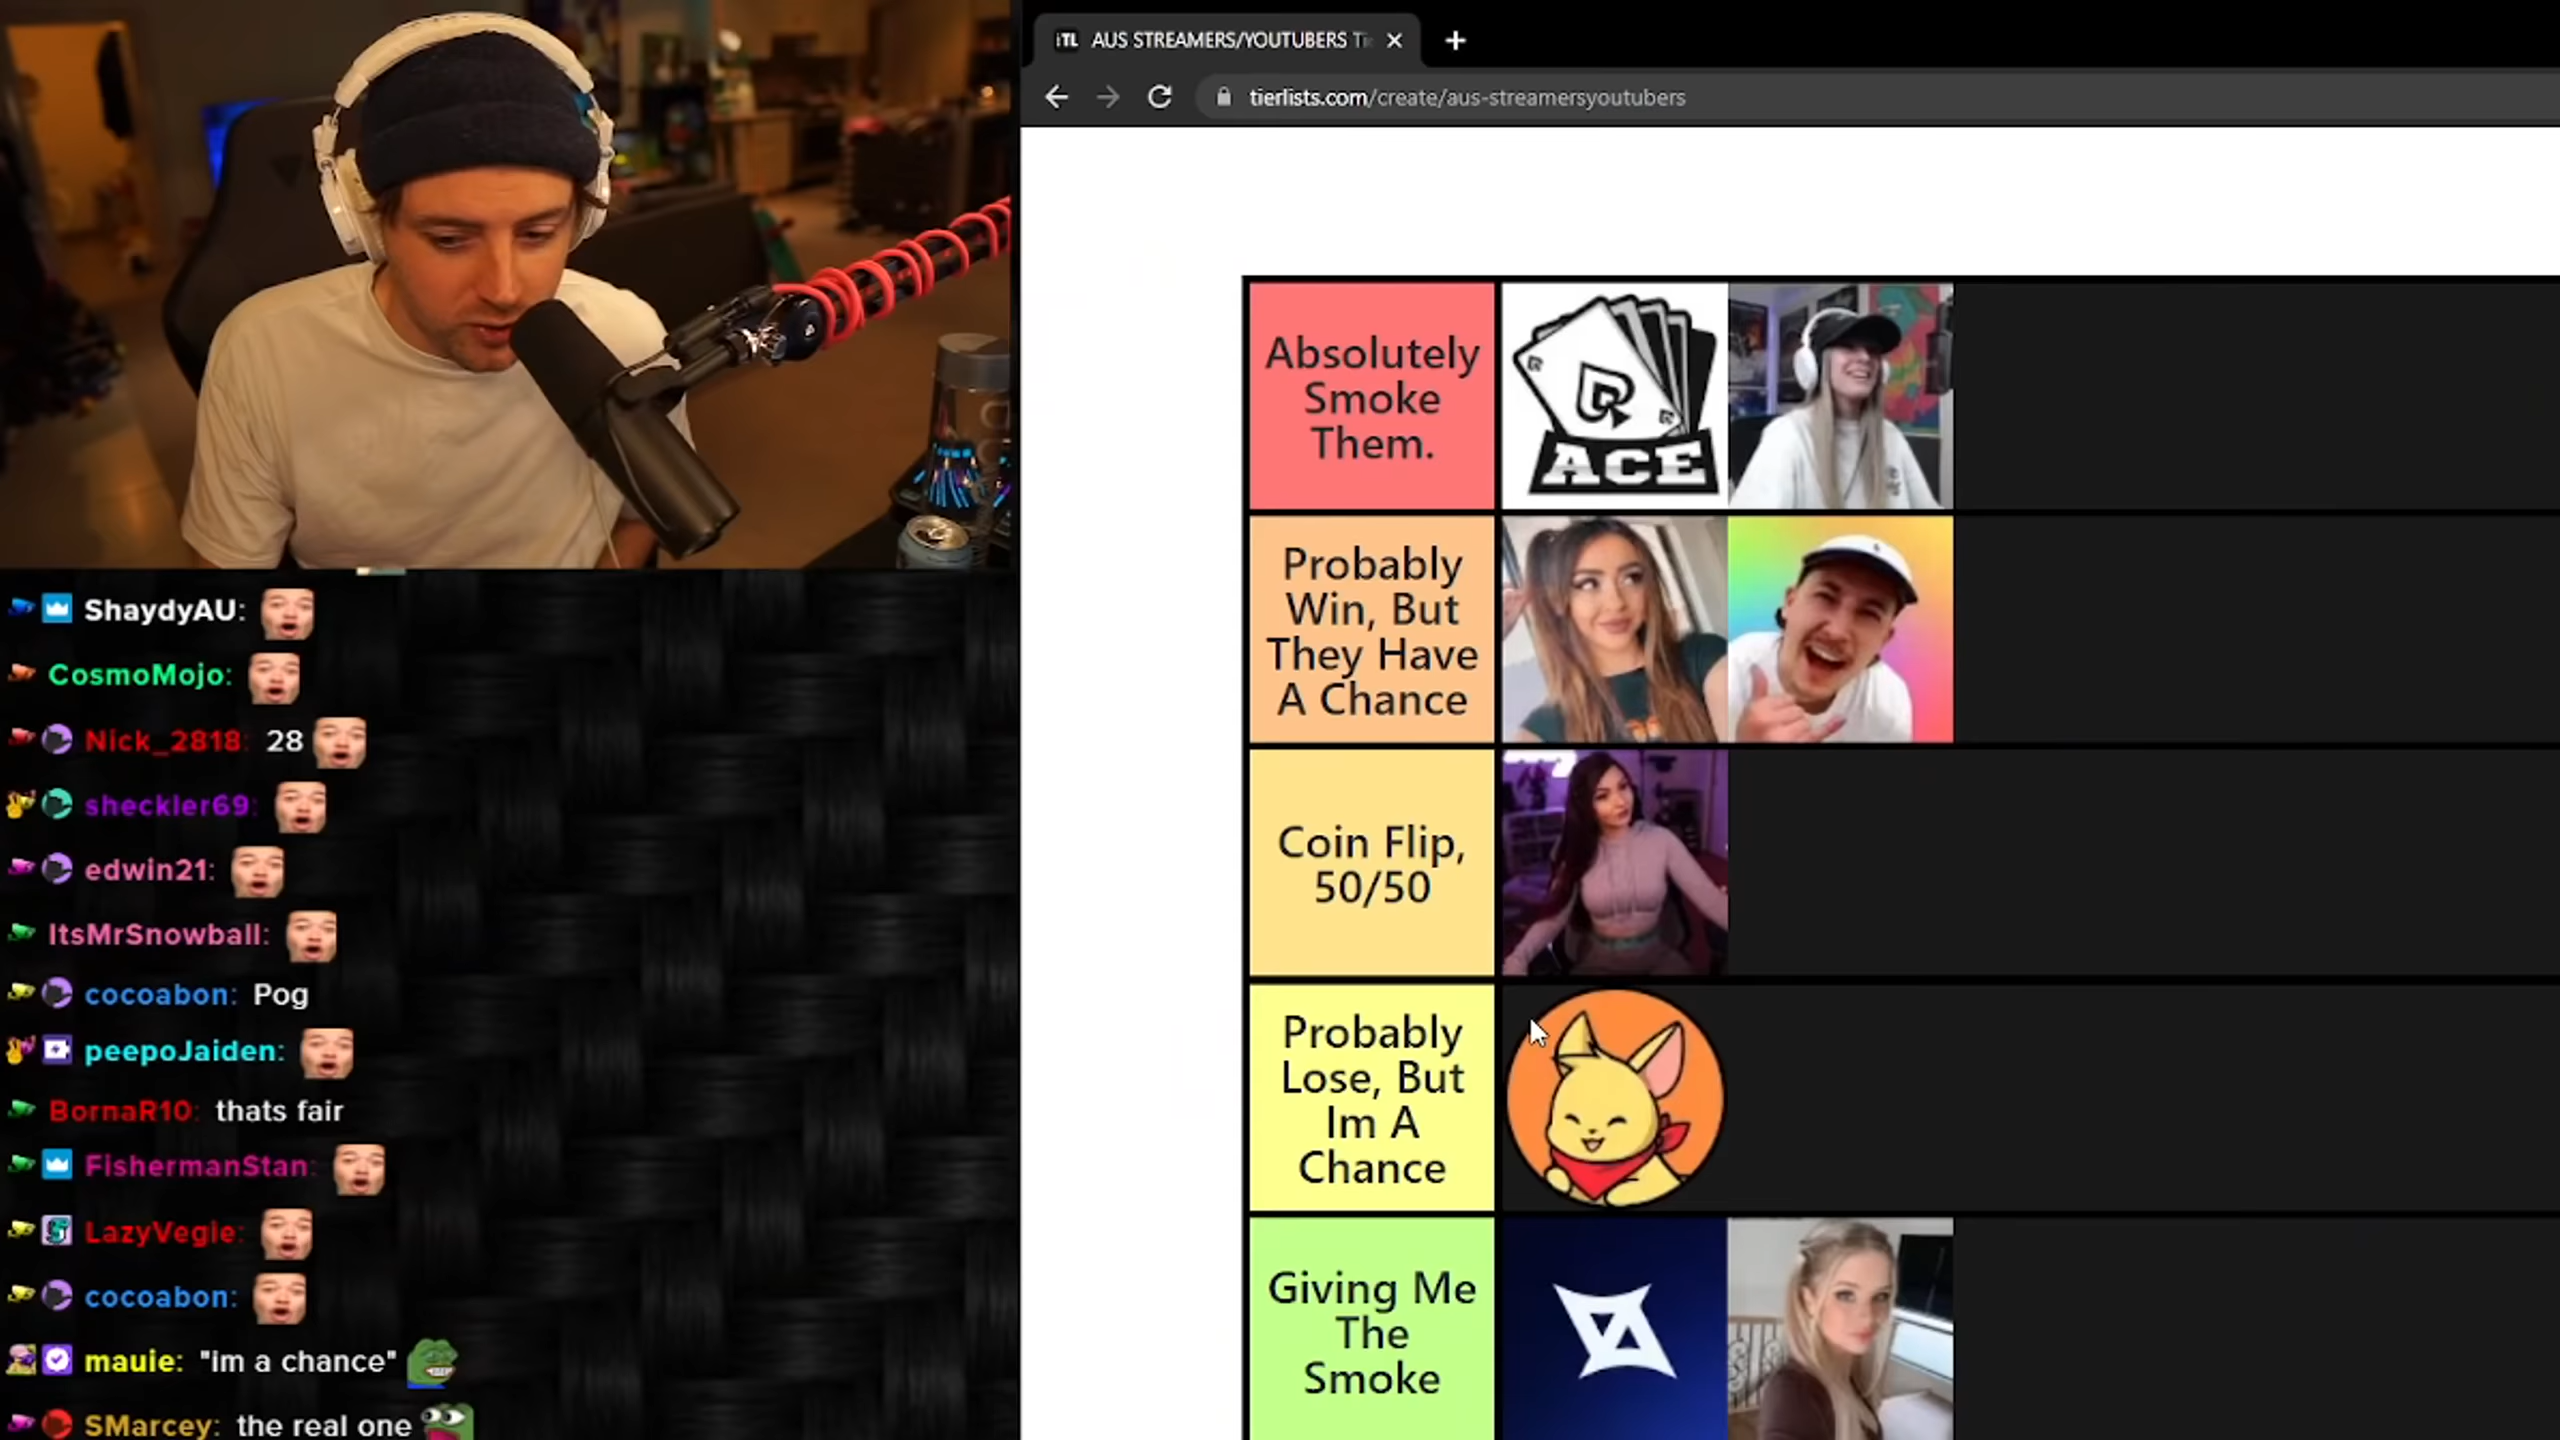 TL AUS STREAMERS/YOUTUBERS Ti
tierlists.com/create/aus-streamersyoutubers
Absolutely
Smoke
Them.
ACE
Probably
Win, But
They Have
A Chance
Coin Flip,
50/50
Probably
Lose, But
Im A
Chance
Giving Me
The
Smoke
ShaydyAU:
CosmoMojo:
Nick_2818: 28
sheckler69:
edwin21:
ItsMrSnowball:
cocoabon: Pog
peepoJaiden:
BornaR10: thats fair
FishermanStan:
LazyVegie:
cocoabon:
mauie: "im a chance"
SMarcey: the real one